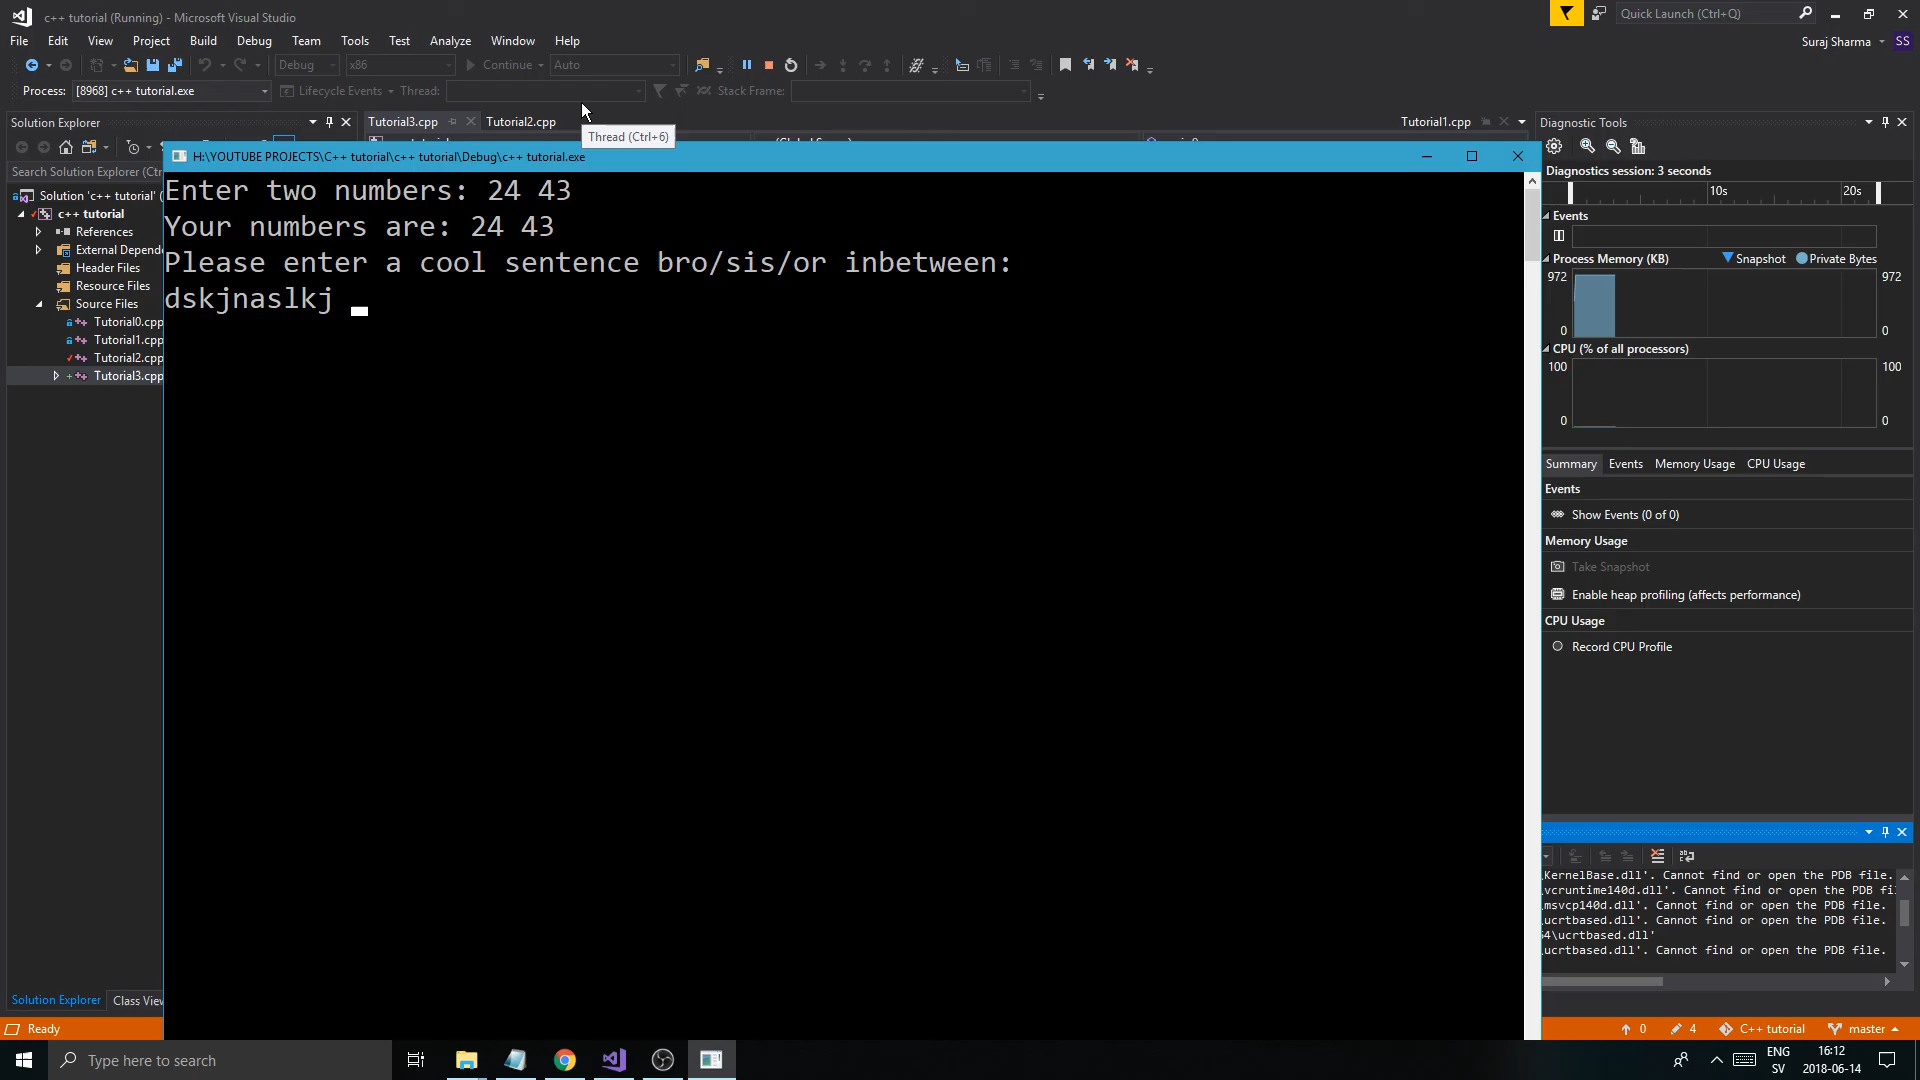 c++ tutorial (Running) - Microsoft Visual Studio
Quick Launch (Ctrl+Q)
File Edit View Project Build Debug Team Tools Test Analyze Window Help
Suraj Sharma SS
Debug x86 Continue Auto
Process: [8968] c++ tutorial.exe Lifecycle Events Thread: Stack Frame:
Thread (Ctrl+6)
Solution Explorer
Tutorial3.cpp Tutorial2.cpp Tutorial1.cpp
Search Solution Explorer (Ctr
Solution 'c++ tutorial' (
c++ tutorial
References
External Depende
Header Files
Resource Files
Source Files
Tutorial0.cpp
Tutorial1.cpp
Tutorial2.cpp
Tutorial3.cpp
Solution Explorer Class View
H:\YOUTUBE PROJECTS\C++ tutorial\c++ tutorial\Debug\c++ tutorial.exe
Enter two numbers: 24 43
Your numbers are: 24 43
Please enter a cool sentence bro/sis/or inbetween:
dskjnaslkj
Diagnostic Tools
Diagnostics session: 3 seconds
10s 20s
Events
Process Memory (KB) Snapshot Private Bytes
972 972
0 0
CPU (% of all processors)
100 100
0 0
Summary Events Memory Usage CPU Usage
Events
Show Events (0 of 0)
Memory Usage
Take Snapshot
Enable heap profiling (affects performance)
CPU Usage
Record CPU Profile
\KernelBase.dll'. Cannot find or open the PDB file.
\vcruntime140d.dll'. Cannot find or open the PDB fi
\msvcp140d.dll'. Cannot find or open the PDB file.
\ucrtbased.dll'. Cannot find or open the PDB file.
64\ucrtbased.dll'
\ucrtbased.dll'. Cannot find or open the PDB file.
Ready 0 4 C++ tutorial master
Type here to search
ENG
SV
16:12
2018-06-14